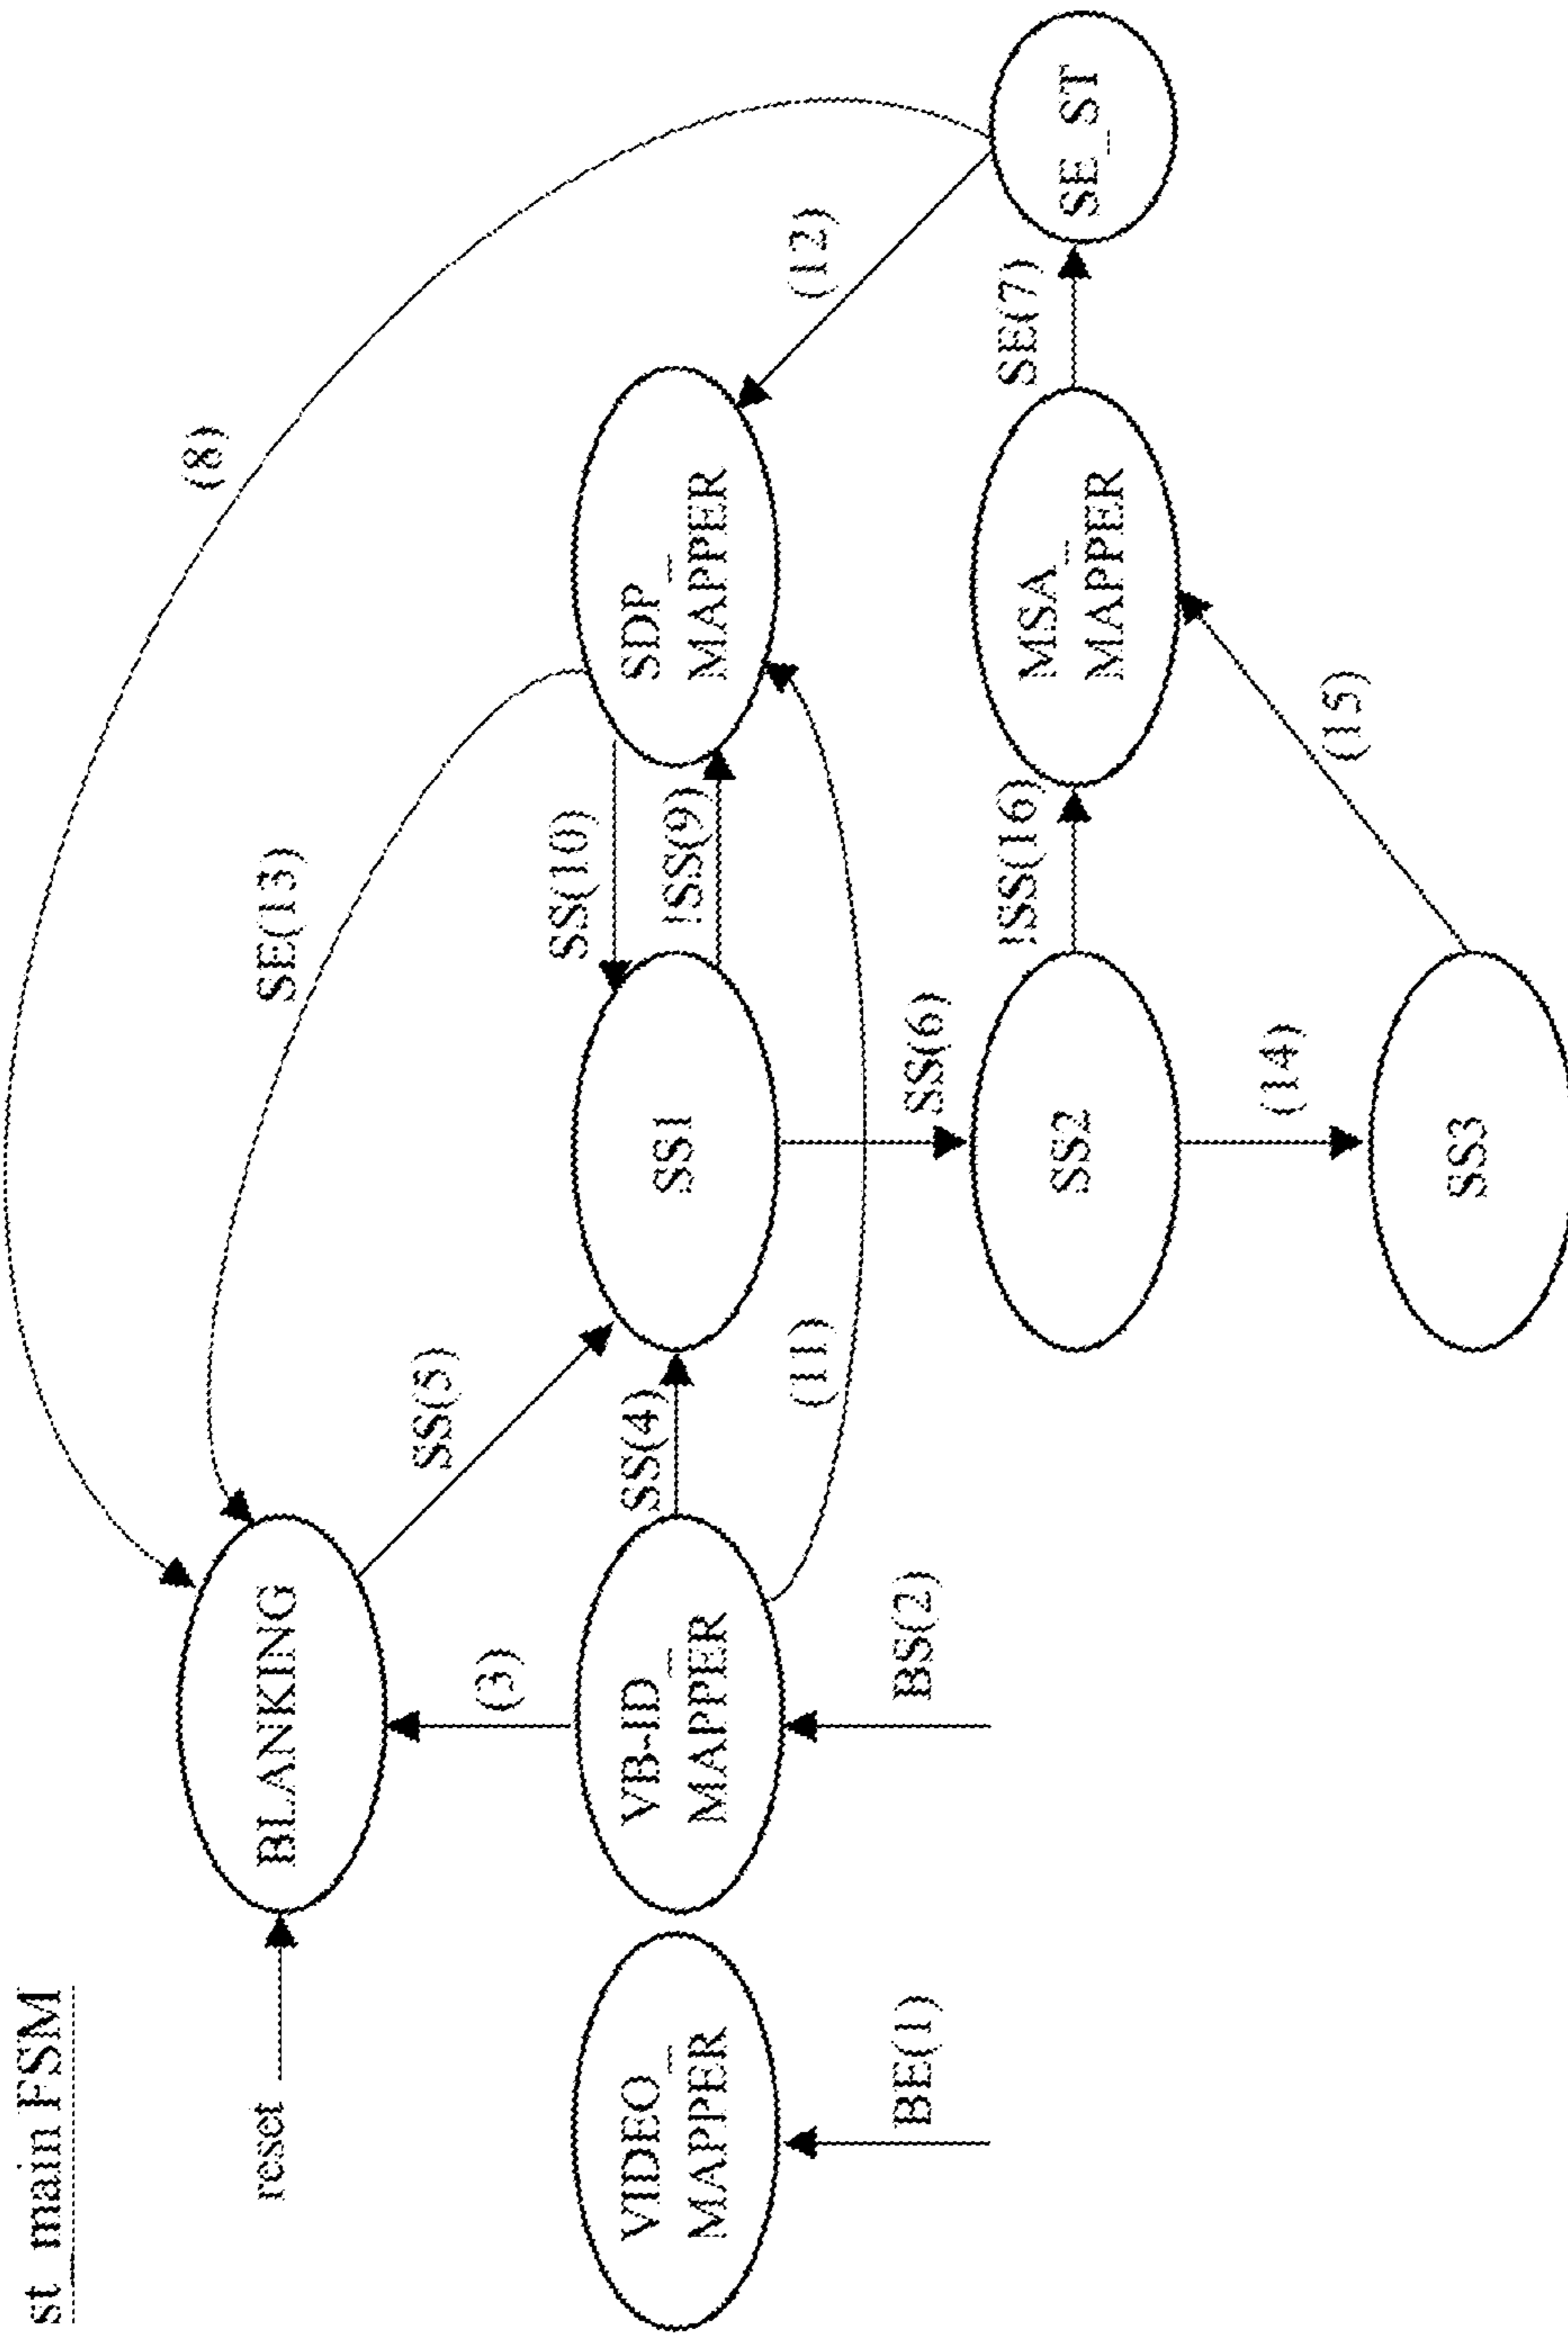 st_main FSM
reset
BLANKING
(8)
SE(13)
SS(5)
(3)
VIDEO_
MAPPER
VB-ID_
MAPPER
SS(4)
SS1
SS(10)
!SS(9)
SDP_
MAPPER
(12)
(11)
BE(1)
BS(2)
SS(6)
SS2
!SS(16)
MSA_
MAPPER
SE(7)
SE_ST
(14)
(15)
SS3